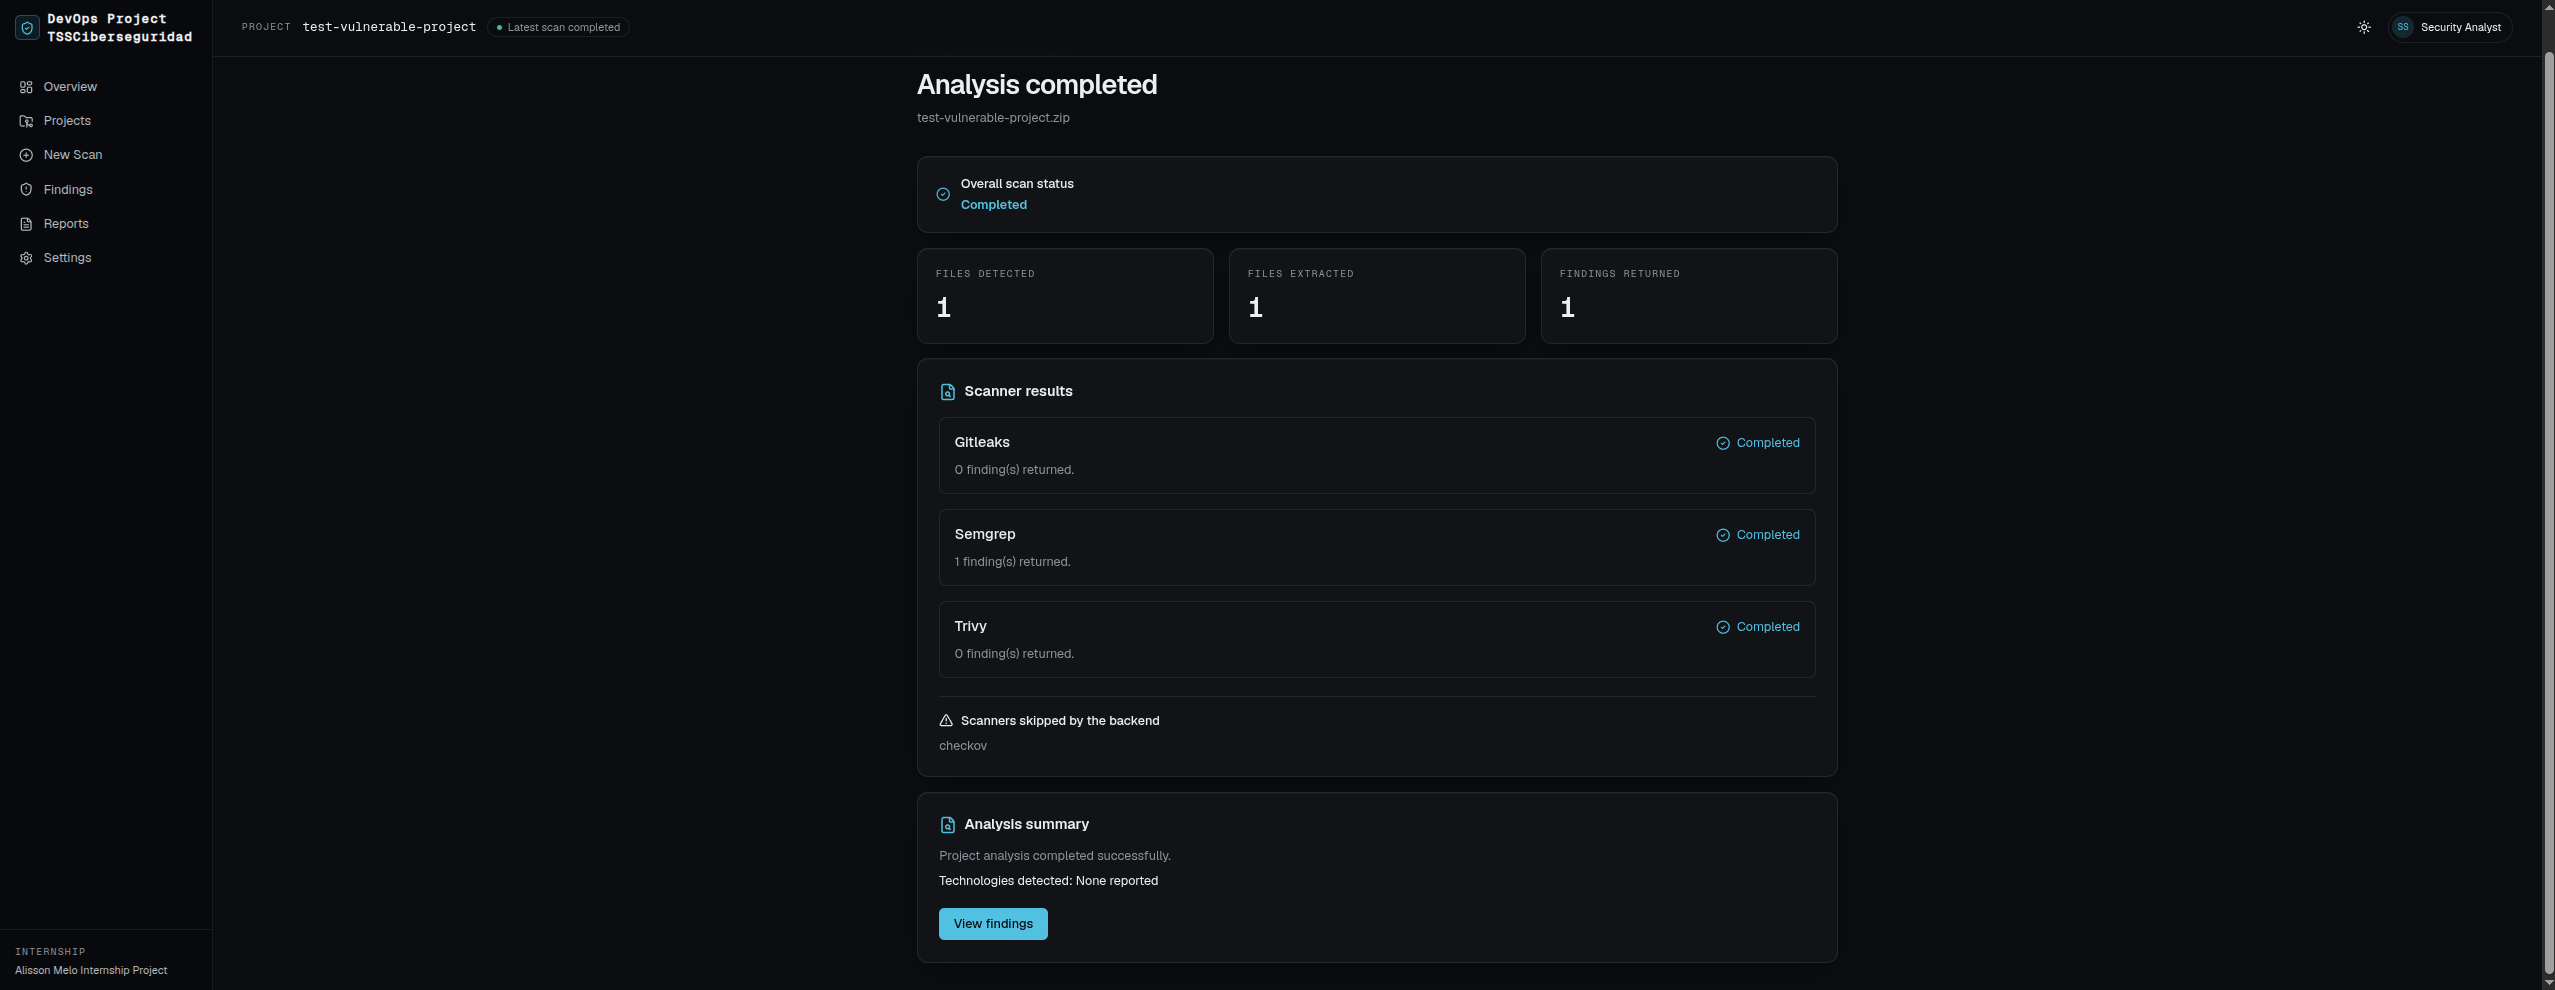 DevOps Project
TSSCiberseguridad
Overview
Projects
New Scan
Findings
Reports
Settings
INTERNSHIP
Alisson Melo Internship Project
PROJECT test-vulnerable-project Latest scan completed
SS Security Analyst
Analysis completed
test-vulnerable-project.zip
Overall scan status
Completed
FILES DETECTED
1
FILES EXTRACTED
1
FINDINGS RETURNED
1
Scanner results
Gitleaks
Completed
0 finding(s) returned.
Semgrep
Completed
1 finding(s) returned.
Trivy
Completed
0 finding(s) returned.
Scanners skipped by the backend
checkov
Analysis summary
Project analysis completed successfully.
Technologies detected: None reported
View findings